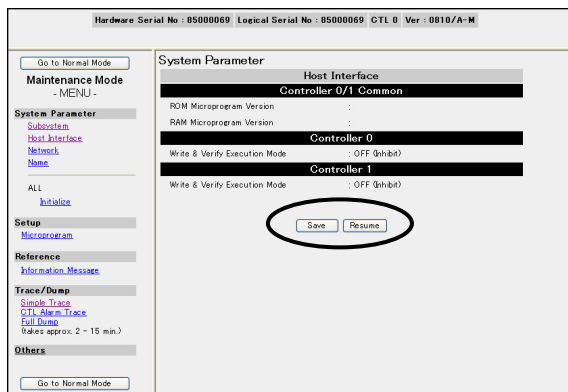 Hardware Serial No : 85000069 Logical Serial No : 85000069 CTL 0 Ver : 0810/A-M
Go to Normal Mode
Maintenance Mode
- MENU -
System Parameter
Subsystem
Host Interface
Network
Name
ALL
Initialize
Setup
Microprogram
Reference
Information Message
Trace/Dump
Simple Trace
CTL Alarm Trace
Full Dump
(takes approx. 2 - 15 min.)
Others
Go to Normal Mode
System Parameter
Host Interface
Controller 0/1 Common
ROM Microprogram Version :
RAM Microprogram Version :
Controller 0
Write & Verify Execution Mode : OFF (Inhibit)
Controller 1
Write & Verify Execution Mode : OFF (Inhibit)
Save Resume